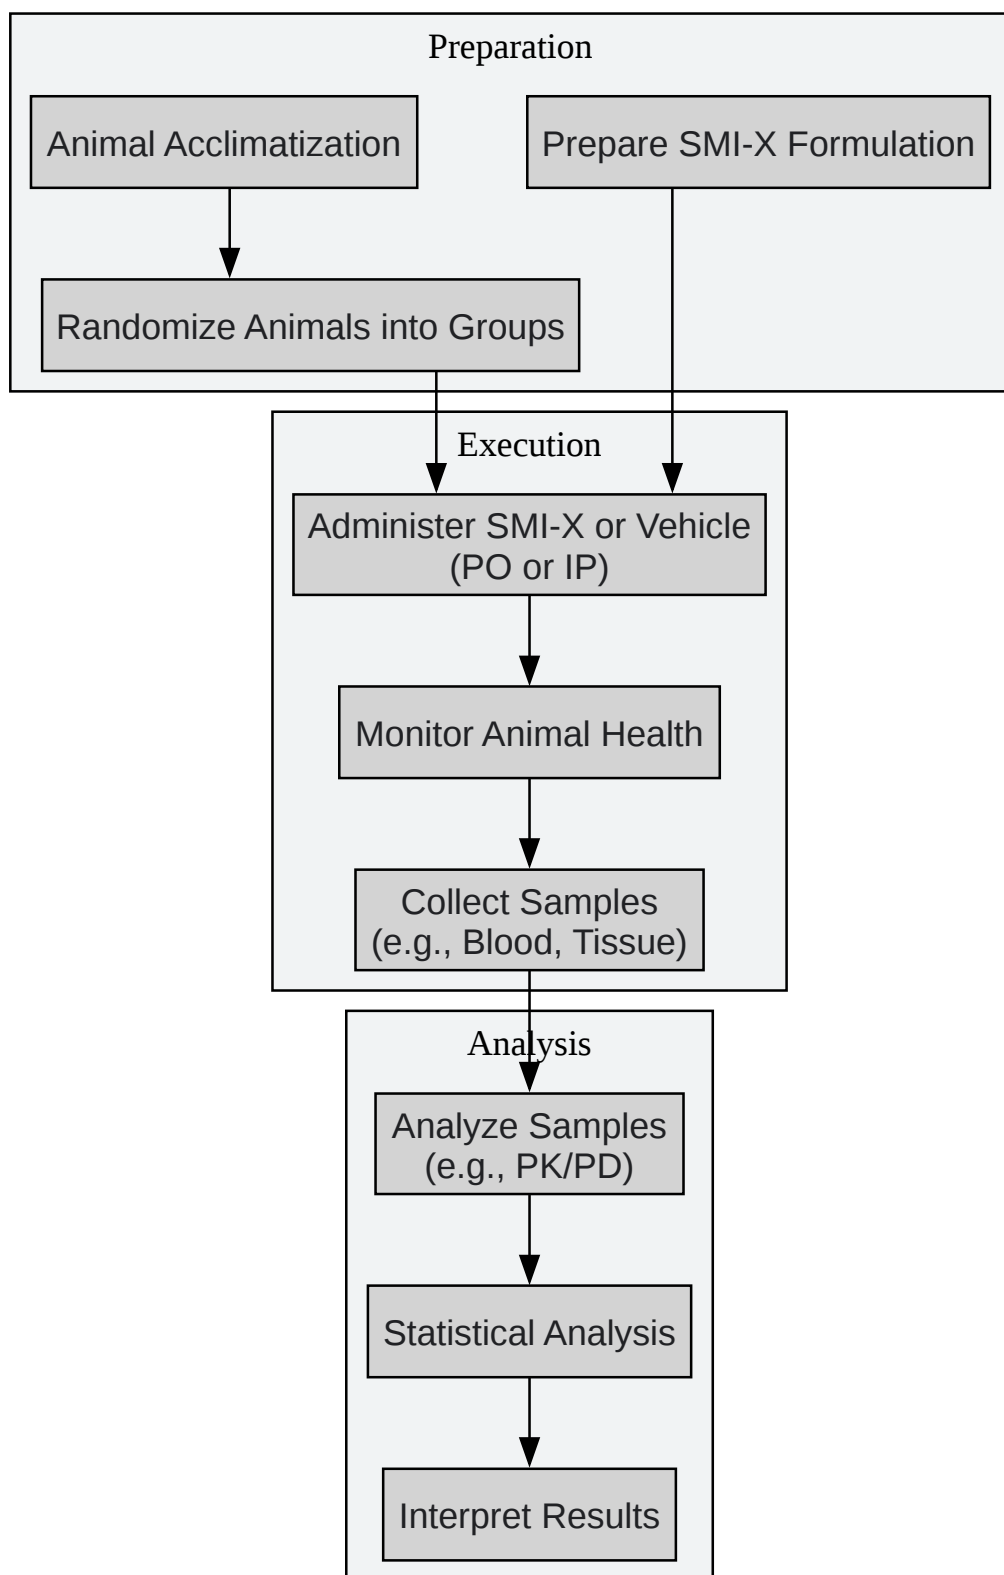 Preparation
Animal Acclimatization
Prepare SMI-X Formulation
Randomize Animals into Groups
Execution
Administer SMI-X or Vehicle
(PO or IP)
Monitor Animal Health
Collect Samples
(e.g., Blood, Tissue)
Analysis
Analyze Samples
(e.g., PK/PD)
Statistical Analysis
Interpret Results